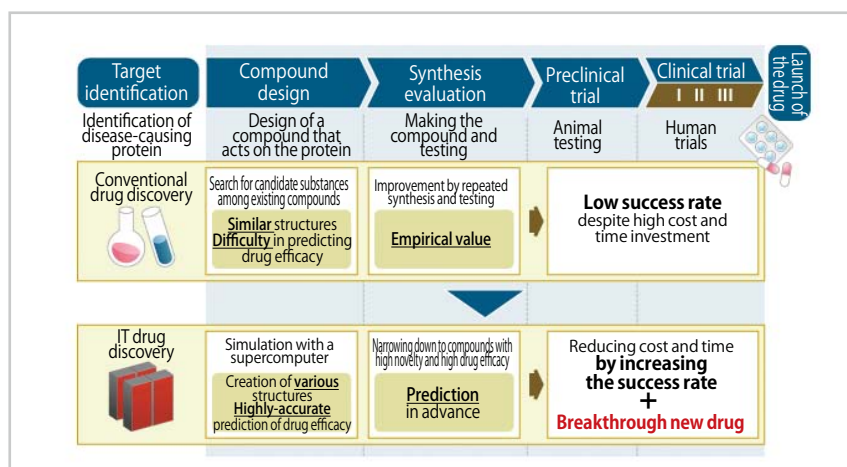 Target
identification
Compound
design
Synthesis
evaluation
Preclinical
trial
Clinical trial
I II III
Launch of
the drug
Identification of
disease-causing
protein
Design of a
compound that
acts on the protein
Making the
compound and
testing
Animal
testing
Human
trials
Conventional
drug discovery
Search for candidate substances
among existing compounds
Similar structures
Difficulty in predicting
drug efficacy
Improvement by repeated
synthesis and testing
Empirical value
Low success rate
despite high cost and
time investment
IT drug
discovery
Simulation with a
supercomputer
Creation of various
structures
Highly-accurate
prediction of drug efficacy
Narrowing down to compounds with
high novelty and high drug efficacy
Prediction
in advance
Reducing cost and time
by increasing
the success rate
+
Breakthrough new drug